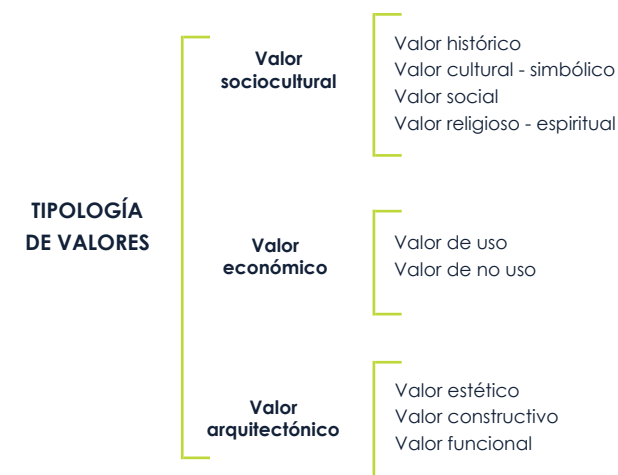 TIPOLOGÍA
DE VALORES
Valor
sociocultural
Valor histórico
Valor cultural - simbólico
Valor social
Valor religioso - espiritual
Valor
económico
Valor de uso
Valor de no uso
Valor
arquitectónico
Valor estético
Valor constructivo
Valor funcional